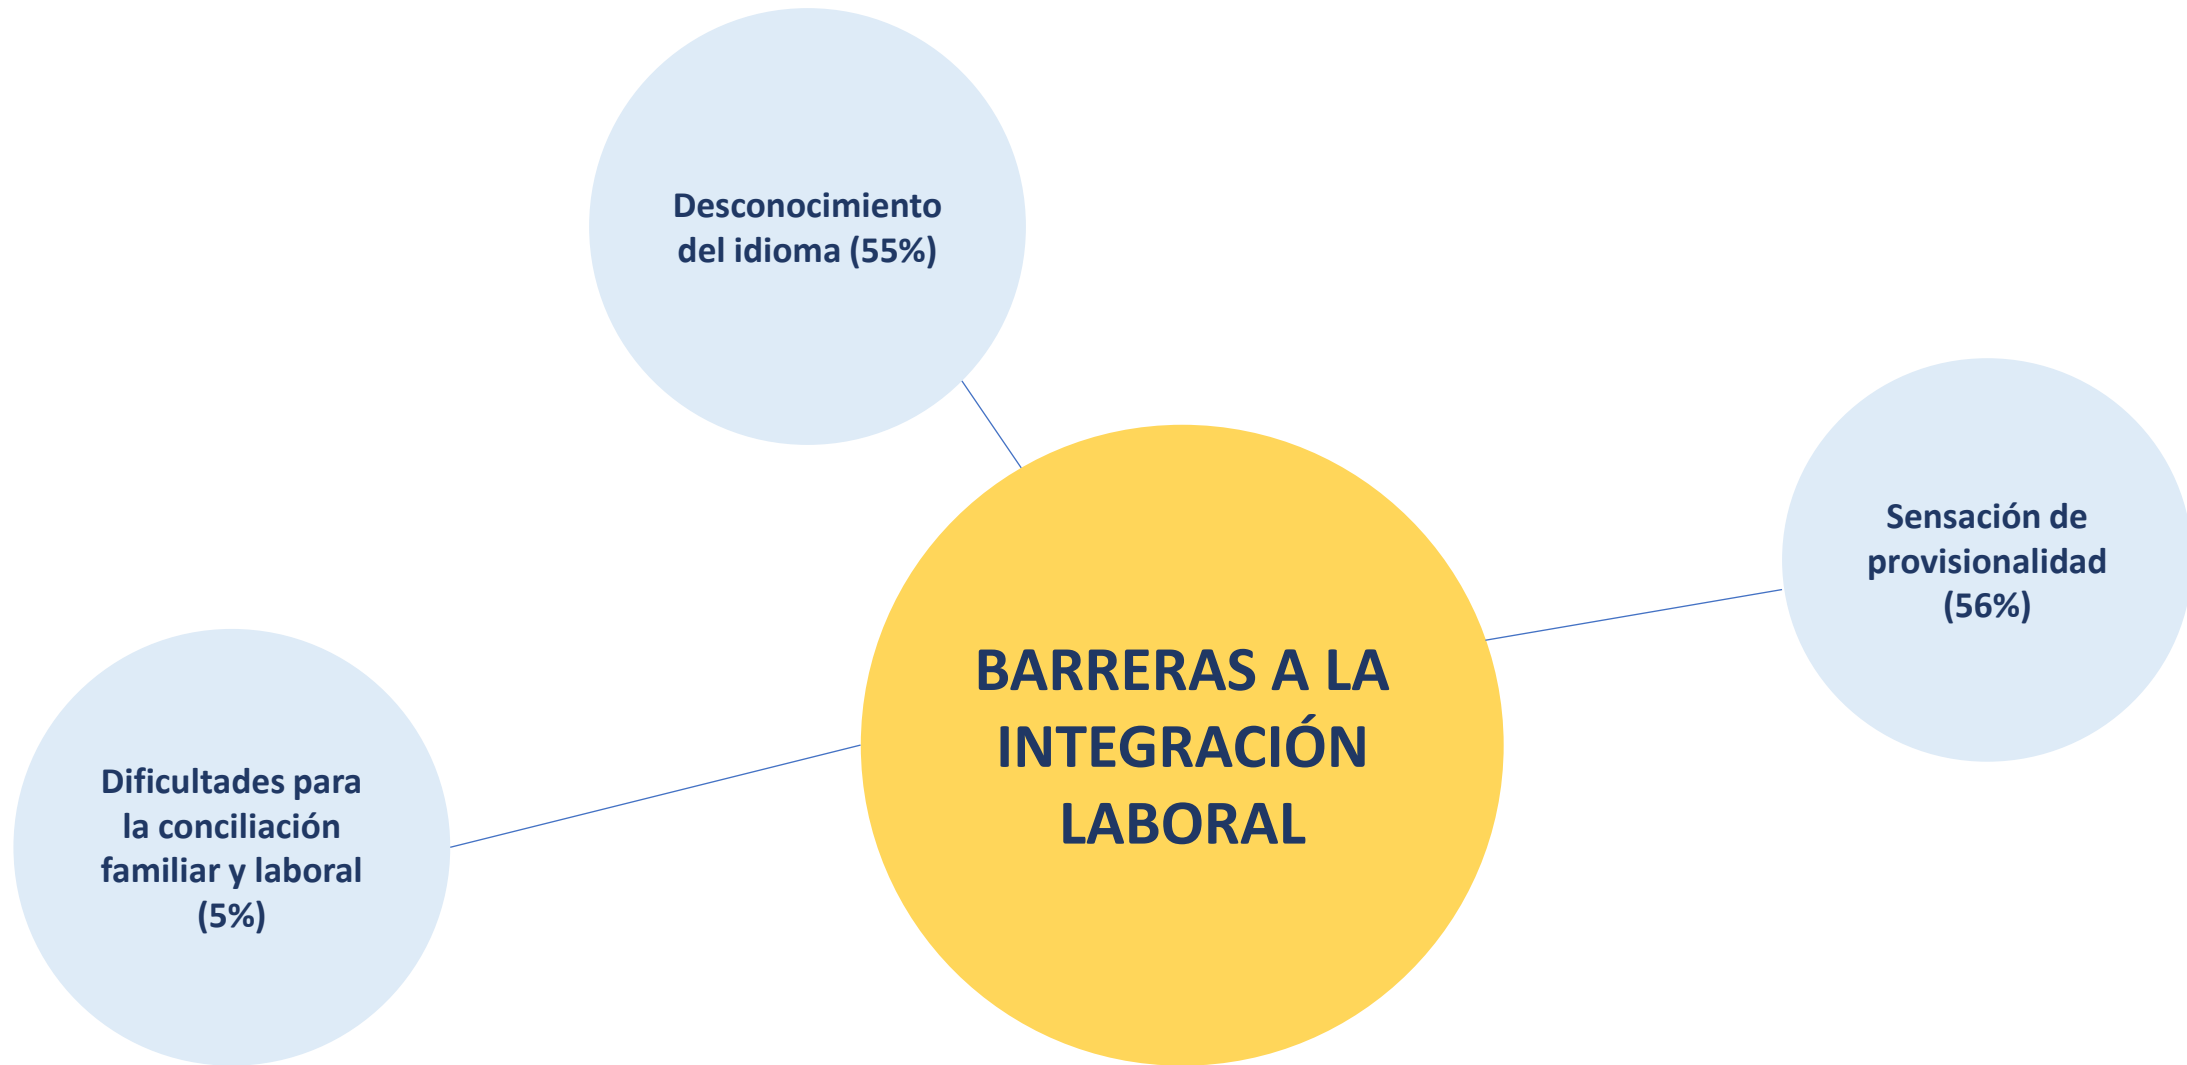 Desconocimiento
del idioma (55%)
Sensación de
provisionalidad
(56%)
BARRERAS A LA
INTEGRACIÓN
LABORAL
Dificultades para
la conciliación
familiar y laboral
(5%)